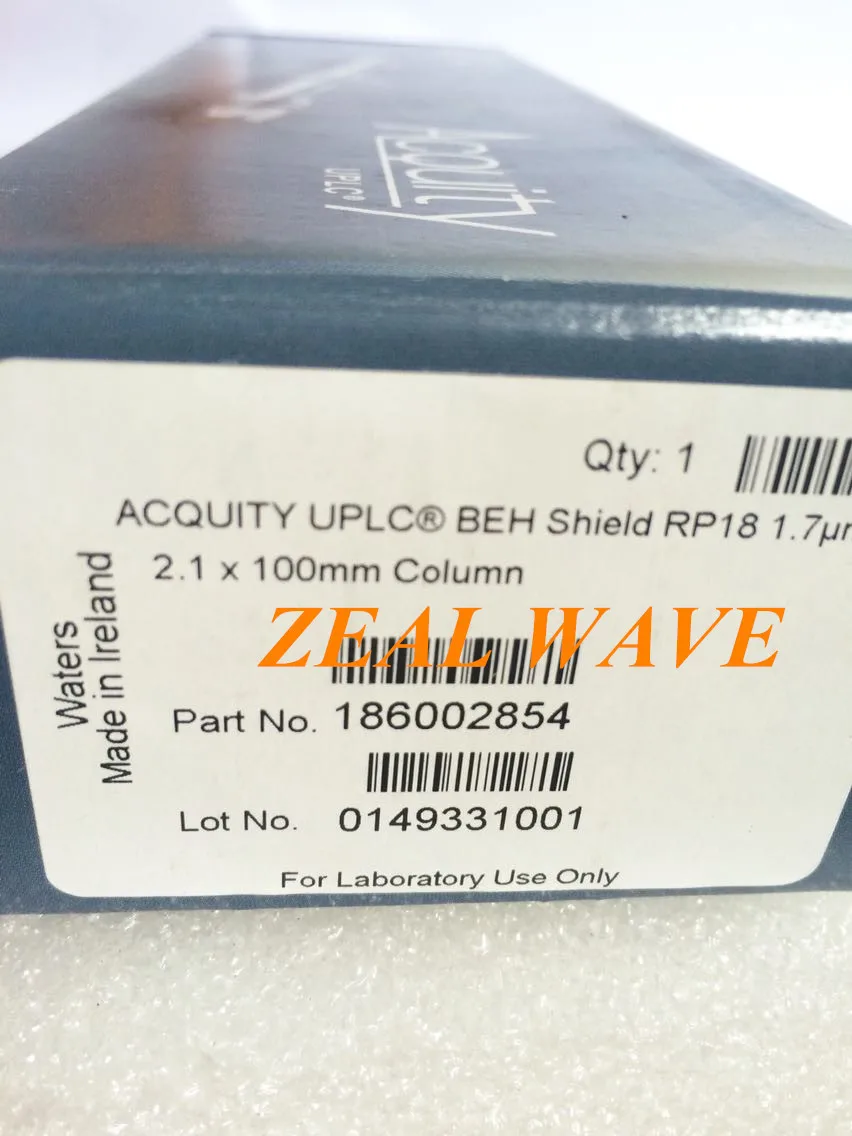 Acquity
UPLC®
Qty: 1
ACQUITY UPLC® BEH Shield RP18 1.7µm
2.1 x 100mm Column
Waters
Made in Ireland
ZEAL WAVE
Part No. 186002854
Lot No. 0149331001
For Laboratory Use Only